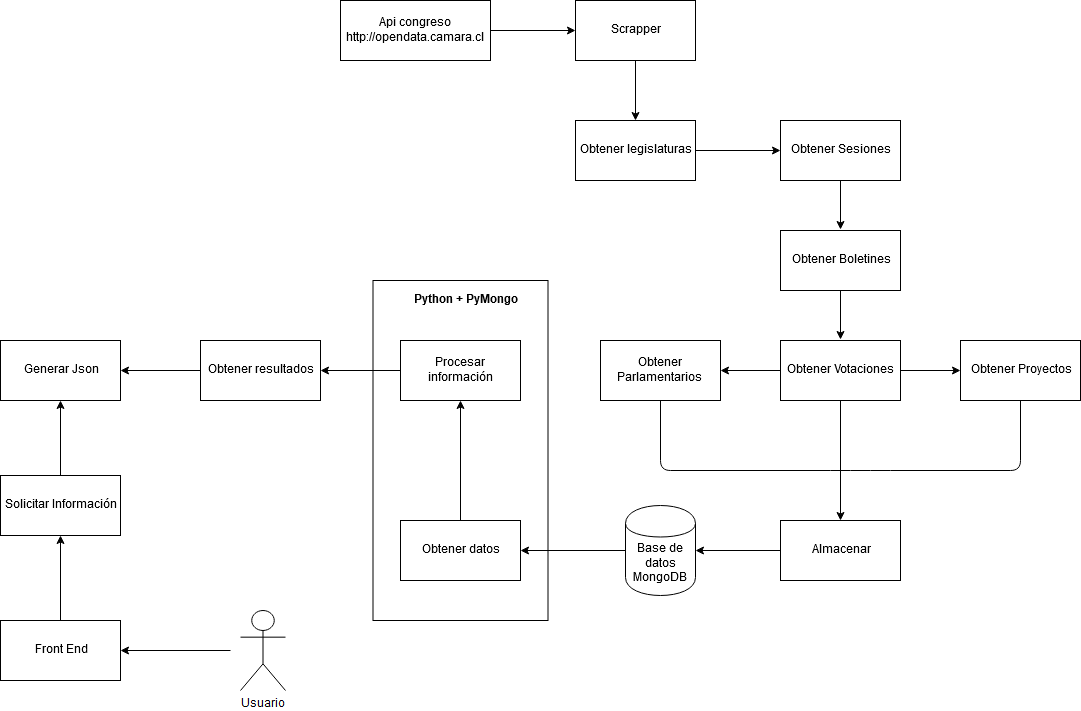 Api congreso
http://opendata.camara.cl
Scrapper
Obtener legislaturas
Obtener Sesiones
Obtener Boletines
Python + PyMongo
Generar Json
Obtener resultados
Procesar
información
Obtener
Parlamentarios
Obtener Votaciones
Obtener Proyectos
Solicitar Información
Obtener datos
Base de
datos
MongoDB
Almacenar
Front End
Usuario